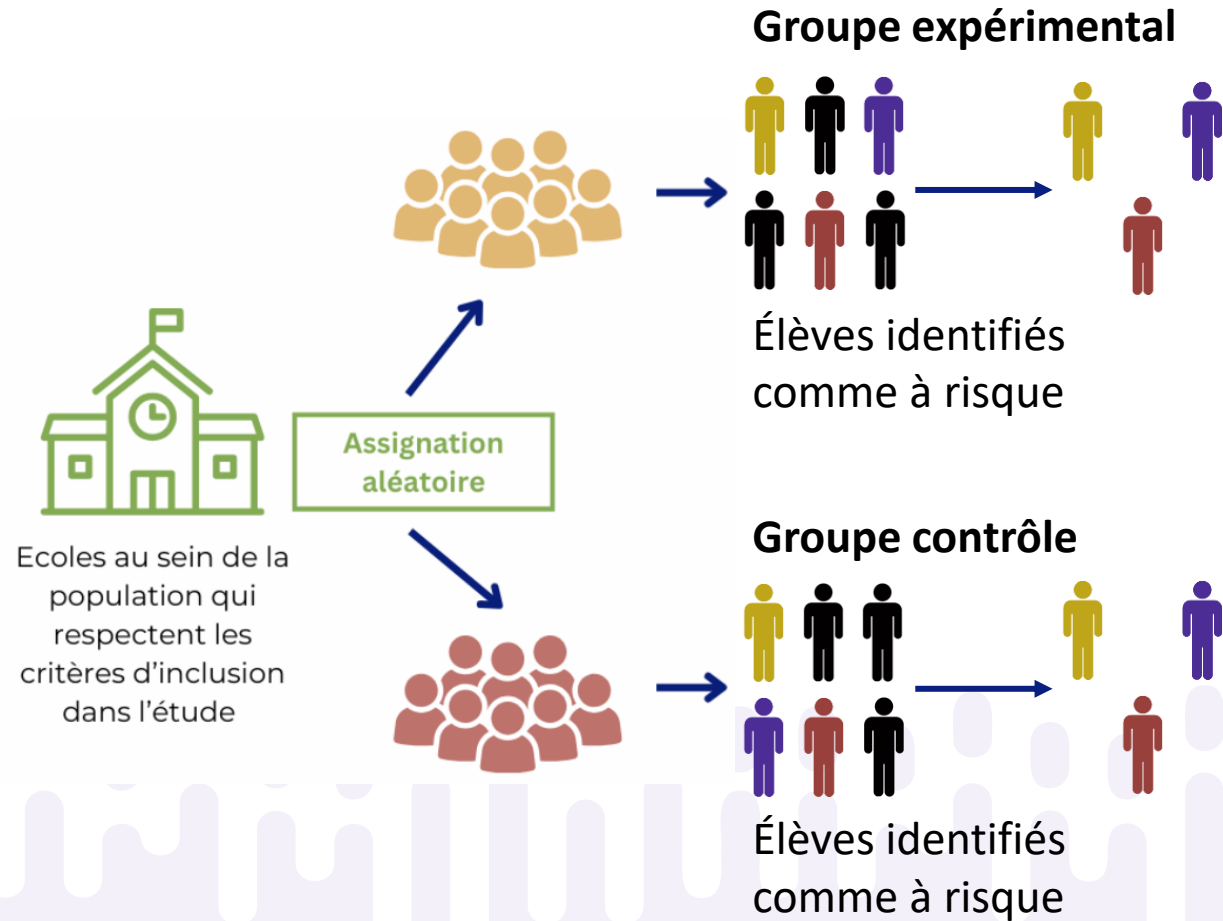 Groupe expérimental
Élèves identifiés
comme à risque
Assignation
aléatoire
Ecoles au sein de la
population qui
respectent les
critères d'inclusion
dans l'étude
Groupe contrôle
Élèves identifiés
comme à risque